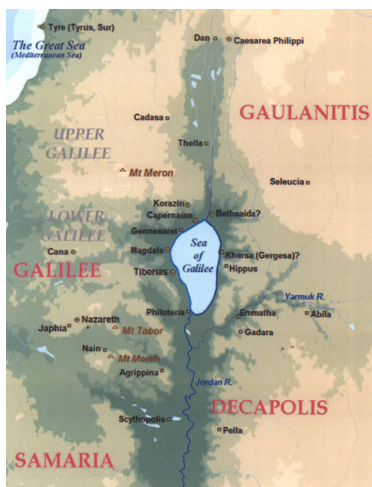 Tyre (Tyrus, Sur)
The Great Sea
(Mediterranean Sea)
Dan
Caesarea Philippi
GAULANITIS
Cadasa
UPPER
GALILEE
Thella
Mt Meron
Seleucia
Korazin
LOWER
GALILEE
Capernaum
Bethsaida?
Gennesaret
Cana
Magdala
Sea
of
Galilee
Khersa (Gergesa)?
GALILEE
Tiberias
Hippus
Yarmuk R.
Philoteria
Emmatha
Abila
Nazareth
Japhia
Mt Tabor
Gadara
Nain
Mt Moreh
Agrippina
Jordan R.
DECAPOLIS
Scythopolis
Pella
SAMARIA